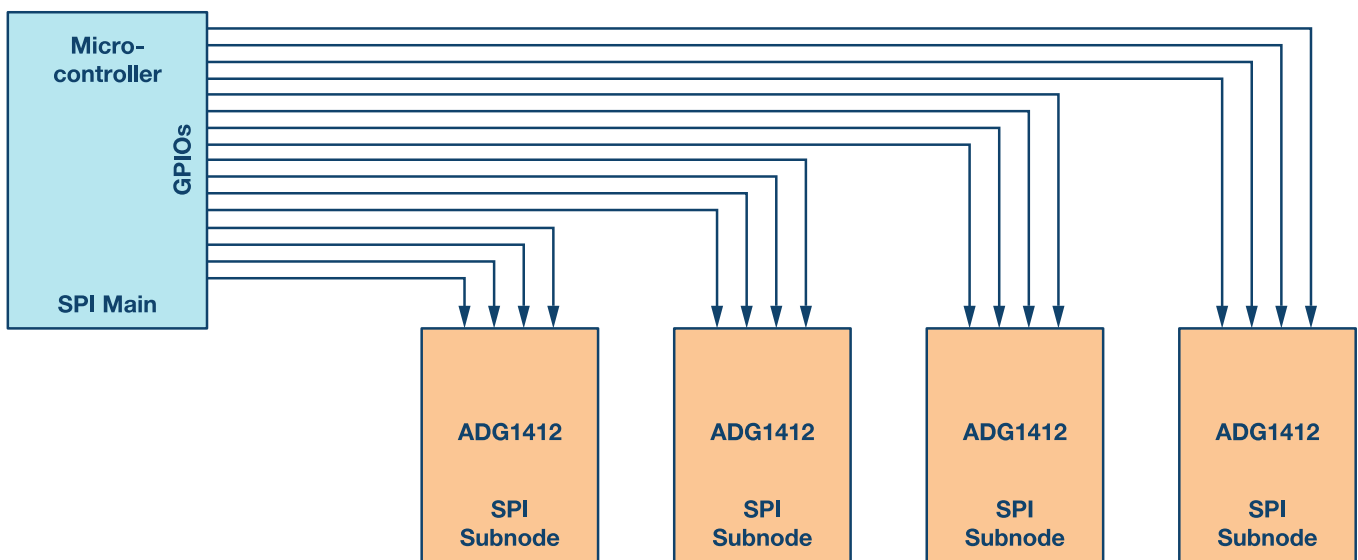 Micro-
controller
GPIOs
SPI Main
ADG1412
SPI
Subnode
ADG1412
SPI
Subnode
ADG1412
SPI
Subnode
ADG1412
SPI
Subnode